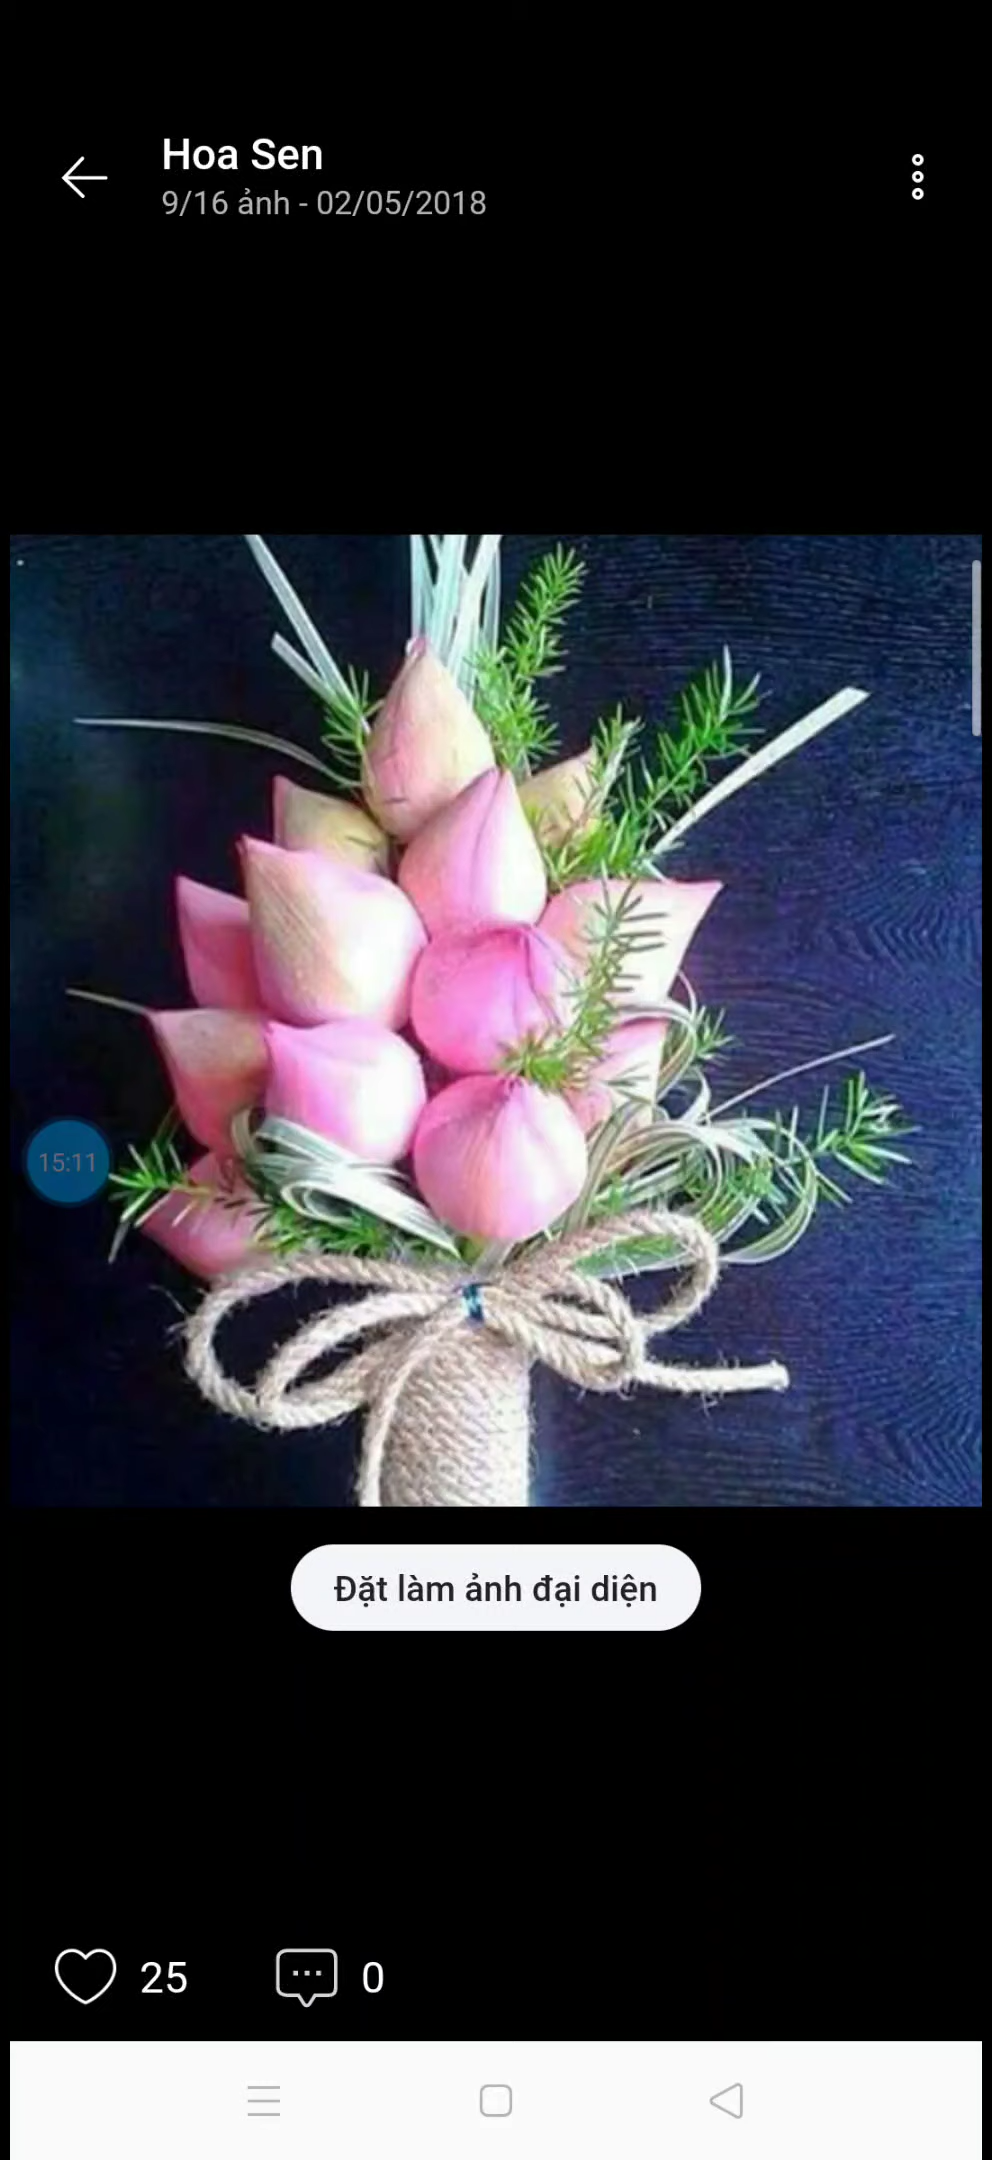 Hoa Sen
9/16 ảnh - 02/05/2018
15:11
Đặt làm ảnh đại diện
25
0